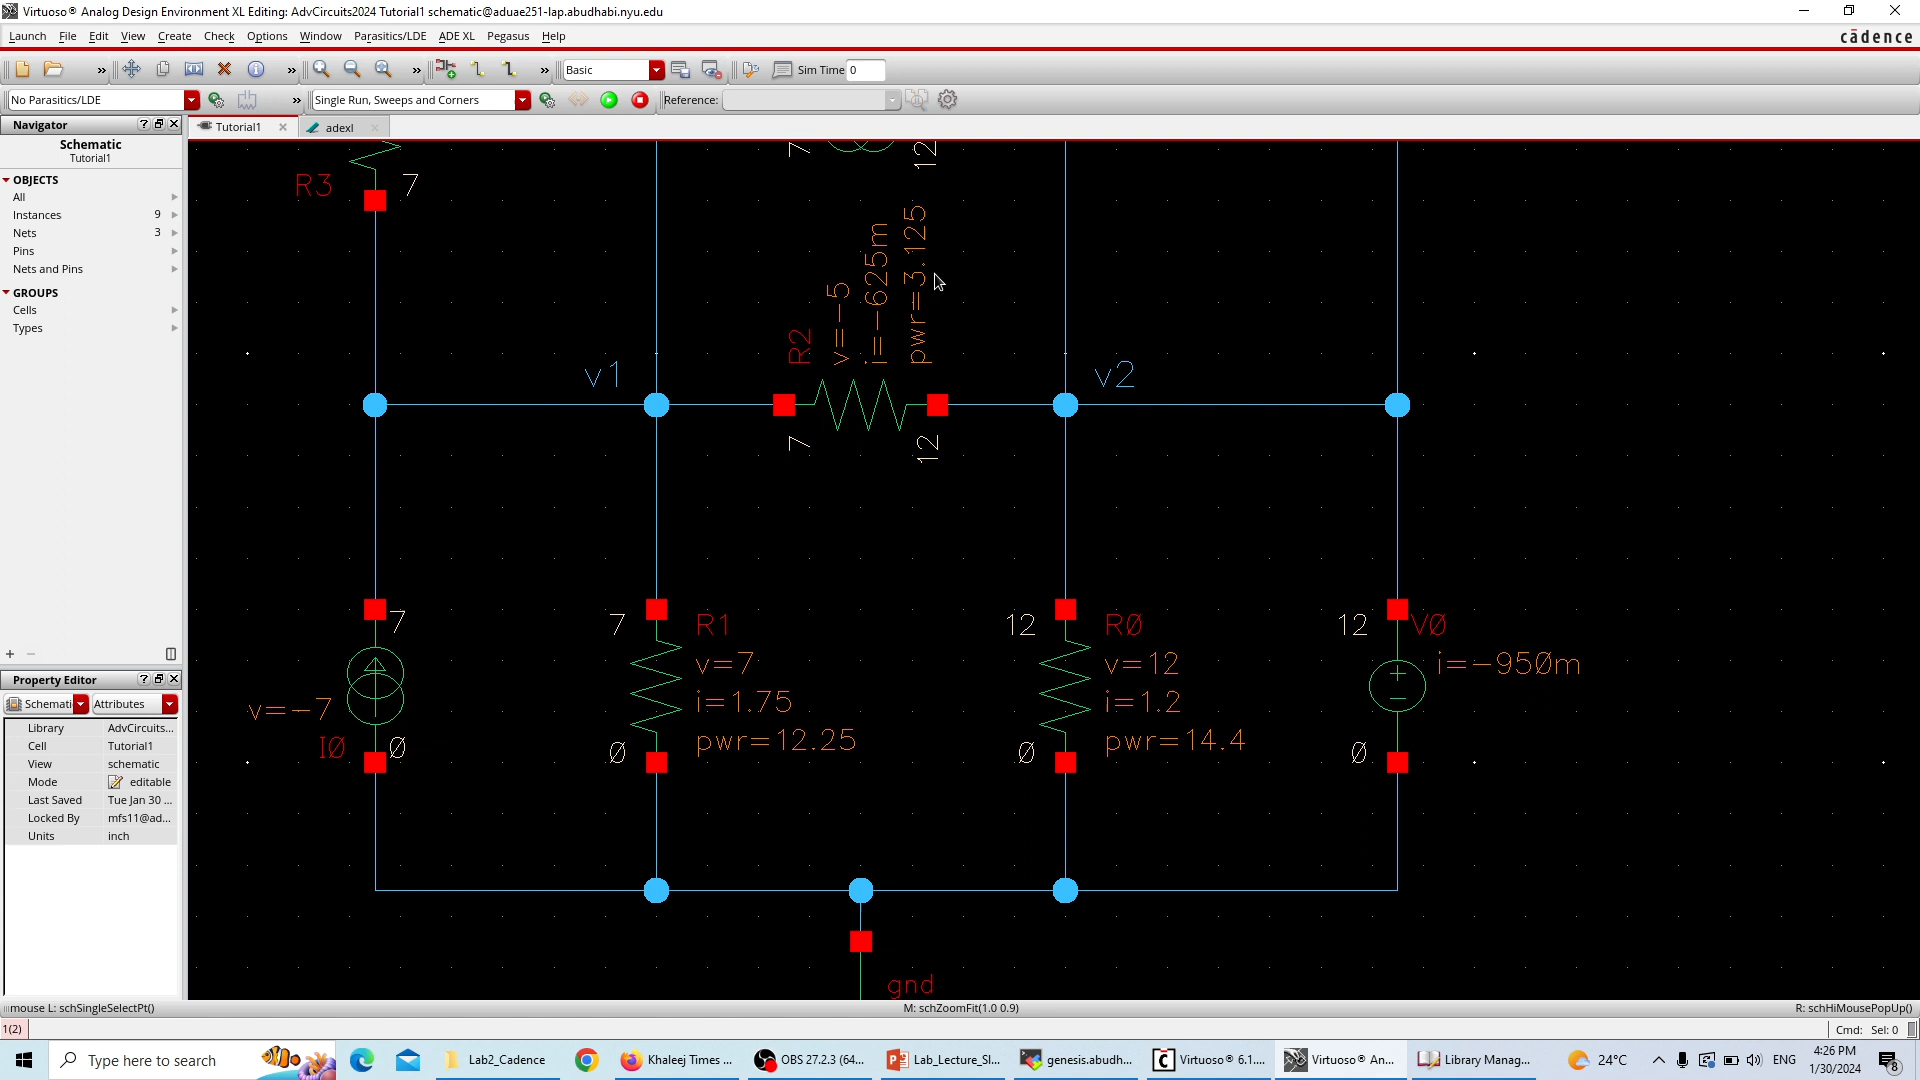 Virtuoso® Analog Design Environment XL Editing: AdvCircuits2024 Tutorial1 schematic@aduae251-lap.abudhabi.nyu.edu
Launch File Edit View Create Check Options Window Parasitics/LDE ADE XL Pegasus Help
cādence
» » » » Basic Sim Time 0
No Parasitics/LDE » Single Run, Sweeps and Corners Reference:
Navigator ?
Tutorial1 adexl
Schematic
Tutorial1
OBJECTS
All
Instances 9
Nets 3
Pins
Nets and Pins
GROUPS
Cells
Types
Property Editor ?
Schemati Attributes
Library AdvCircuits...
Cell Tutorial1
View schematic
Mode editable
Last Saved Tue Jan 30 ...
Locked By mfs11@ad...
Units inch
R3 7
7 12
R2
v=-5
i=-625m
pwr=3.125
v1
v2
7 12
7
v=-7
IØ Ø
7 R1
v=7
i=1.75
pwr=12.25
Ø
12 RØ
v=12
i=1.2
pwr=14.4
Ø
12 VØ
i=-95Øm
Ø
gnd
mouse L: schSingleSelectPt() M: schZoomFit(1.0 0.9) R: schHiMousePopUp()
1(2) Cmd: Sel: 0
Type here to search Lab2_Cadence Khaleej Times ... OBS 27.2.3 (64... Lab_Lecture_Sl... genesis.abudh... Virtuoso® 6.1.... Virtuoso® An... Library Manag... 24°C ENG 4:26 PM
1/30/2024 8